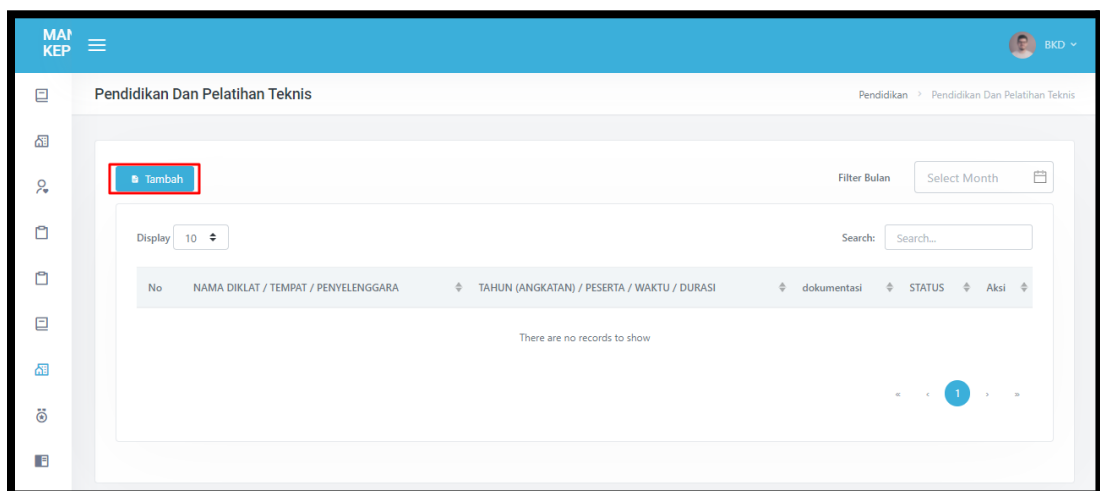 MAN
KEP
BKD
Pendidikan Dan Pelatihan Teknis
Pendidikan > Pendidikan Dan Pelatihan Teknis
Tambah
Filter Bulan
Select Month
Display 10
Search: Search...
No NAMA DIKLAT / TEMPAT / PENYELENGGARA TAHUN (ANGKATAN) / PESERTA / WAKTU / DURASI dokumentasi STATUS Aksi
There are no records to show
« ‹ 1 › »